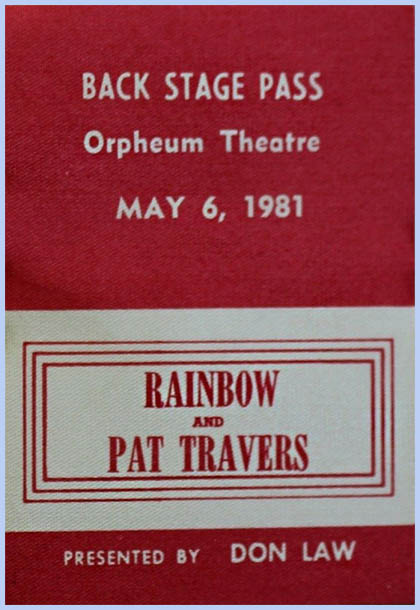 BACK STAGE PASS
Orpheum Theatre
MAY 6, 1981
RAINBOW
AND
PAT TRAVERS
PRESENTED BY DON LAW